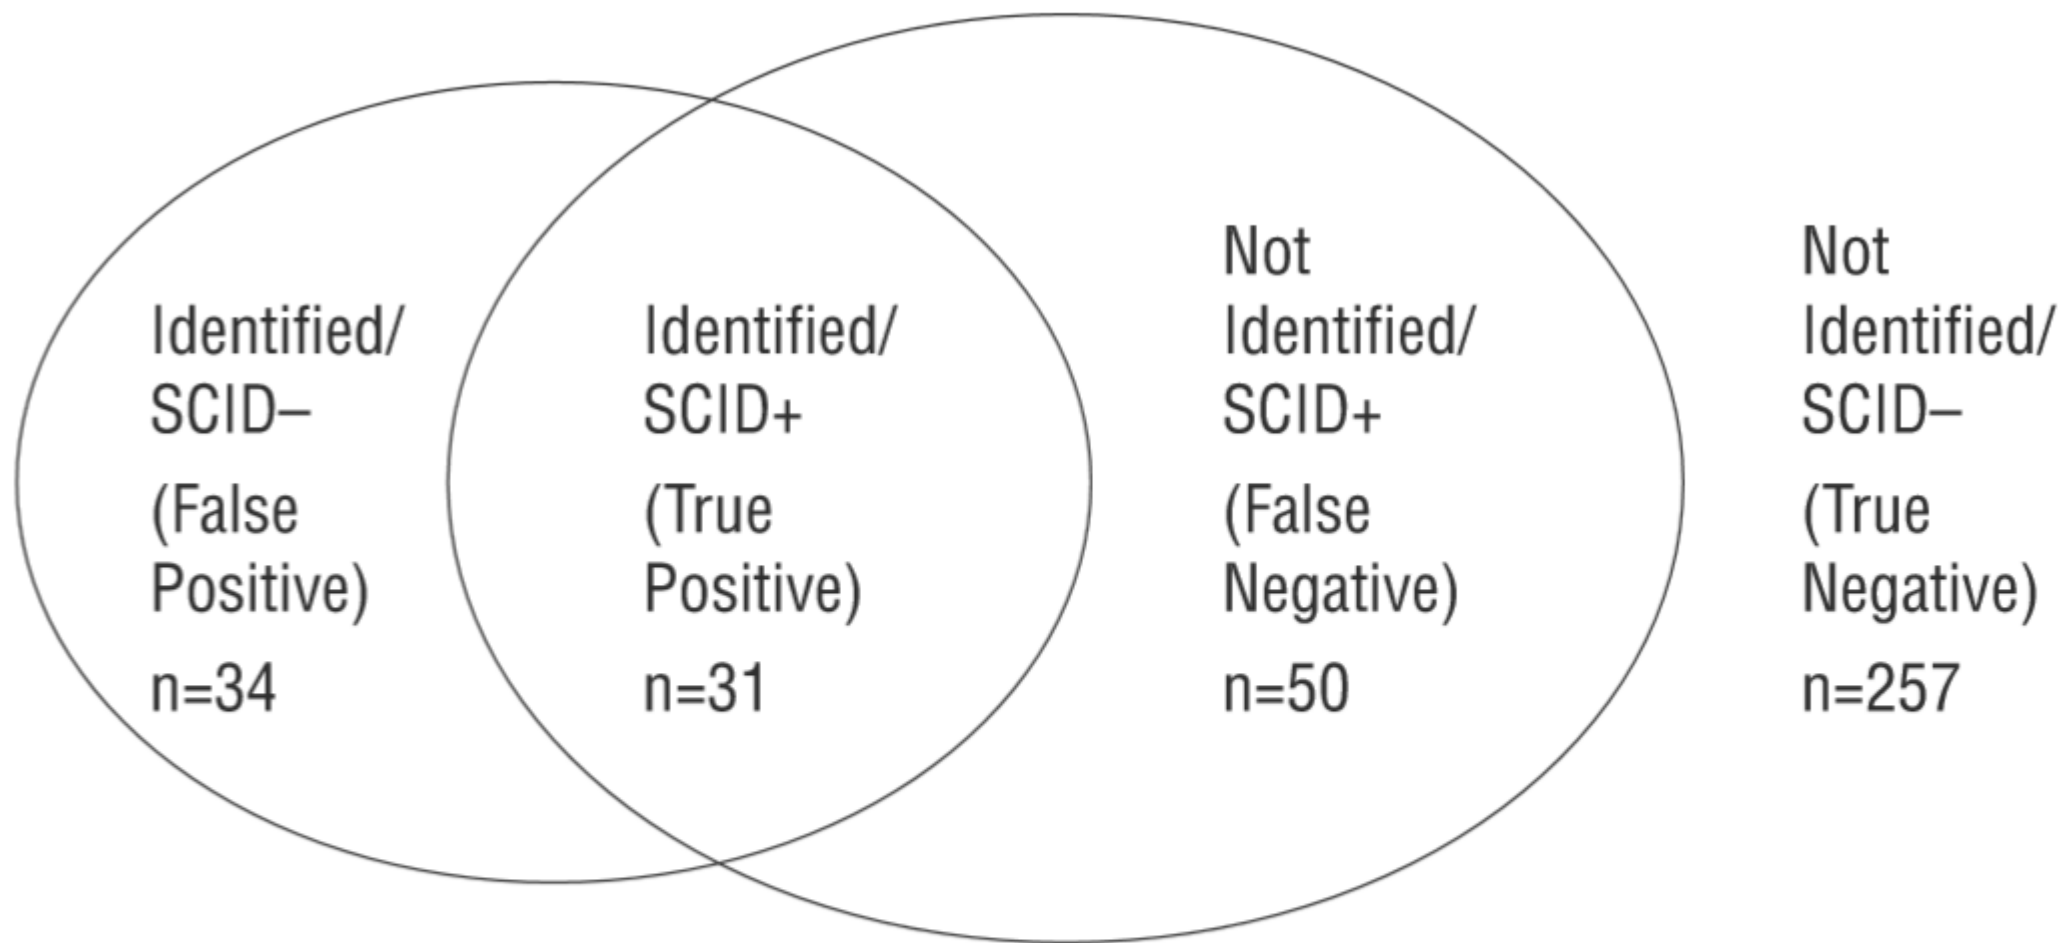 Identified/
SCID–
(False
Positive)
n=34
Identified/
SCID+
(True
Positive)
n=31
Not
Identified/
SCID+
(False
Negative)
n=50
Not
Identified/
SCID–
(True
Negative)
n=257